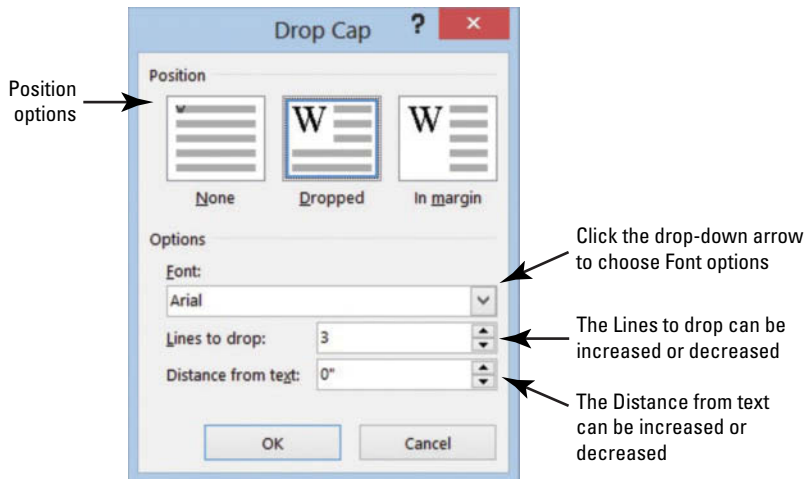 Drop Cap ?
Position
Position
options
W
W
W
None Dropped In margin
Options
Click the drop-down arrow
to choose Font options
Font:
Arial
The Lines to drop can be
increased or decreased
Lines to drop: 3
Distance from text: 0"
The Distance from text
can be increased or
decreased
OK Cancel